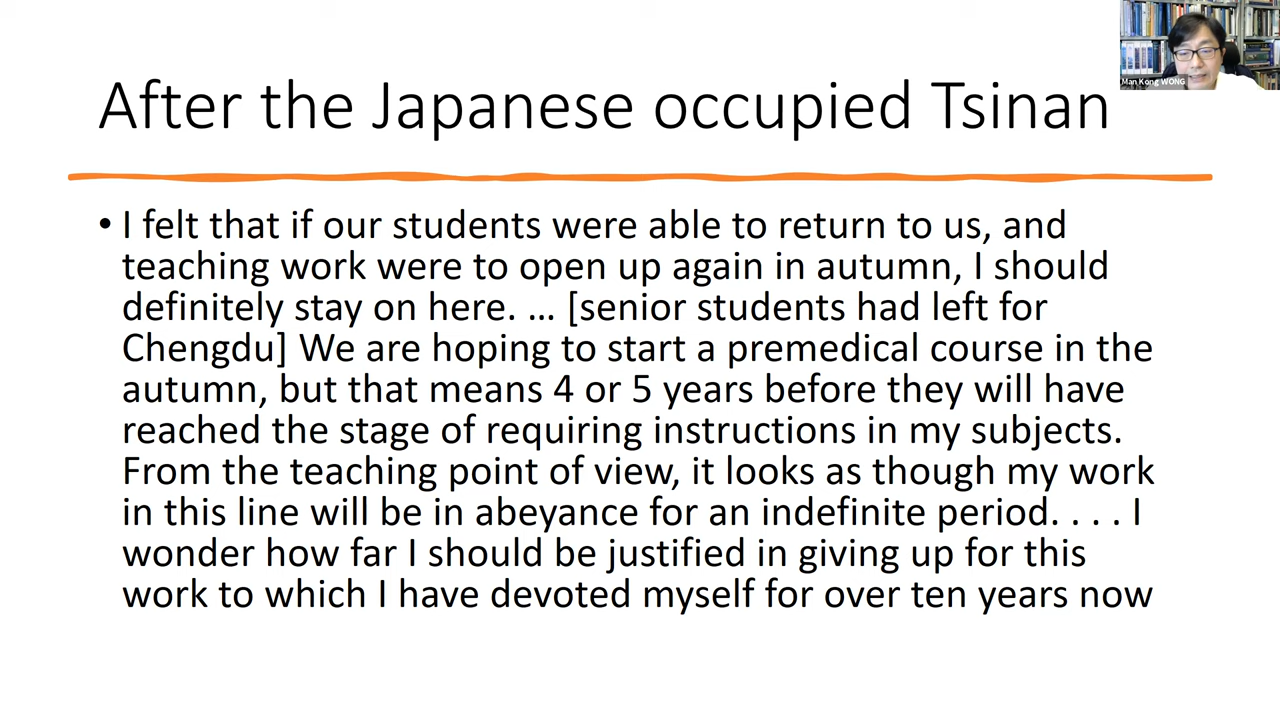 After the Japanese occupied Tsinan
Man Kong WONG
• I felt that if our students were able to return to us, and
teaching work were to open up again in autumn, I should
definitely stay on here. … [senior students had left for
Chengdu] We are hoping to start a premedical course in the
autumn, but that means 4 or 5 years before they will have
reached the stage of requiring instructions in my subjects.
From the teaching point of view, it looks as though my work
in this line will be in abeyance for an indefinite period. . . . I
wonder how far I should be justified in giving up for this
work to which I have devoted myself for over ten years now